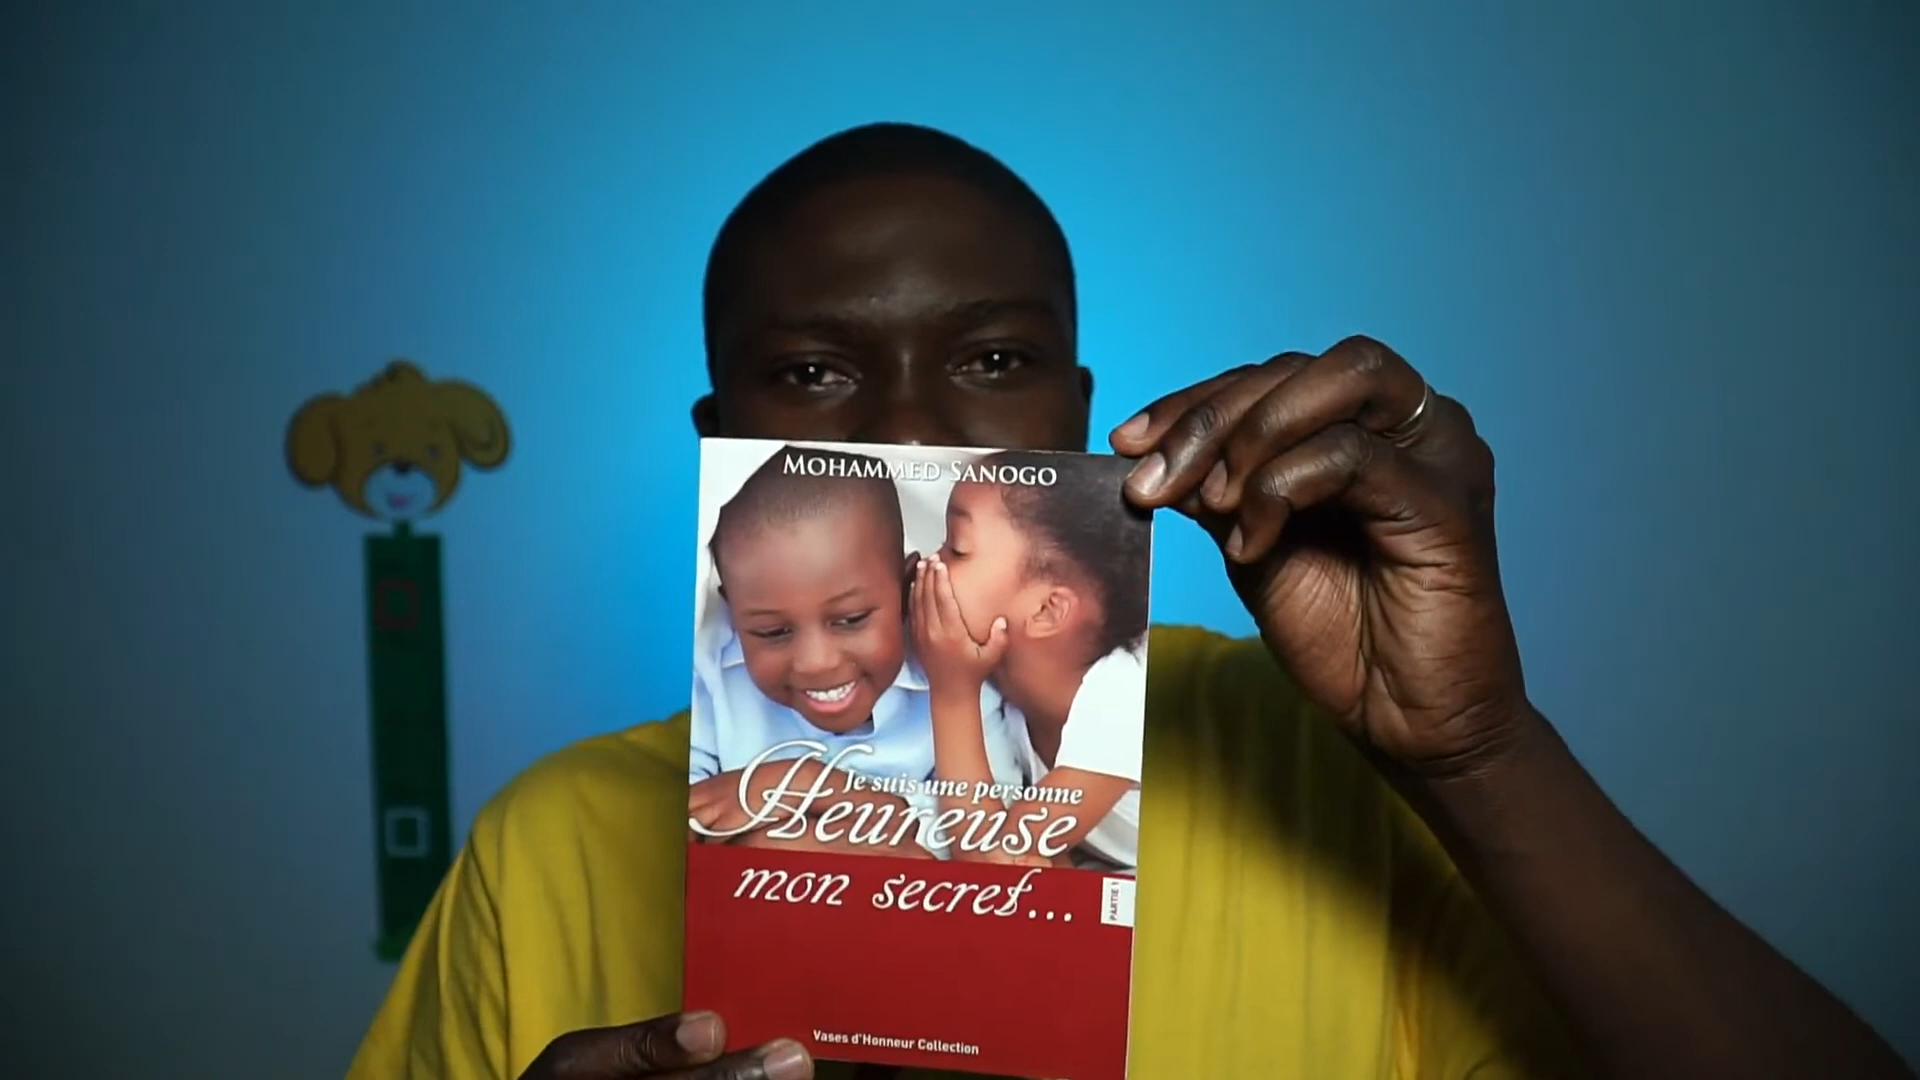 MOHAMMED SANOGO
Je suis une personne
Heureuse
mon secret...
PARTIE 1
Vases d'Honneur Collection